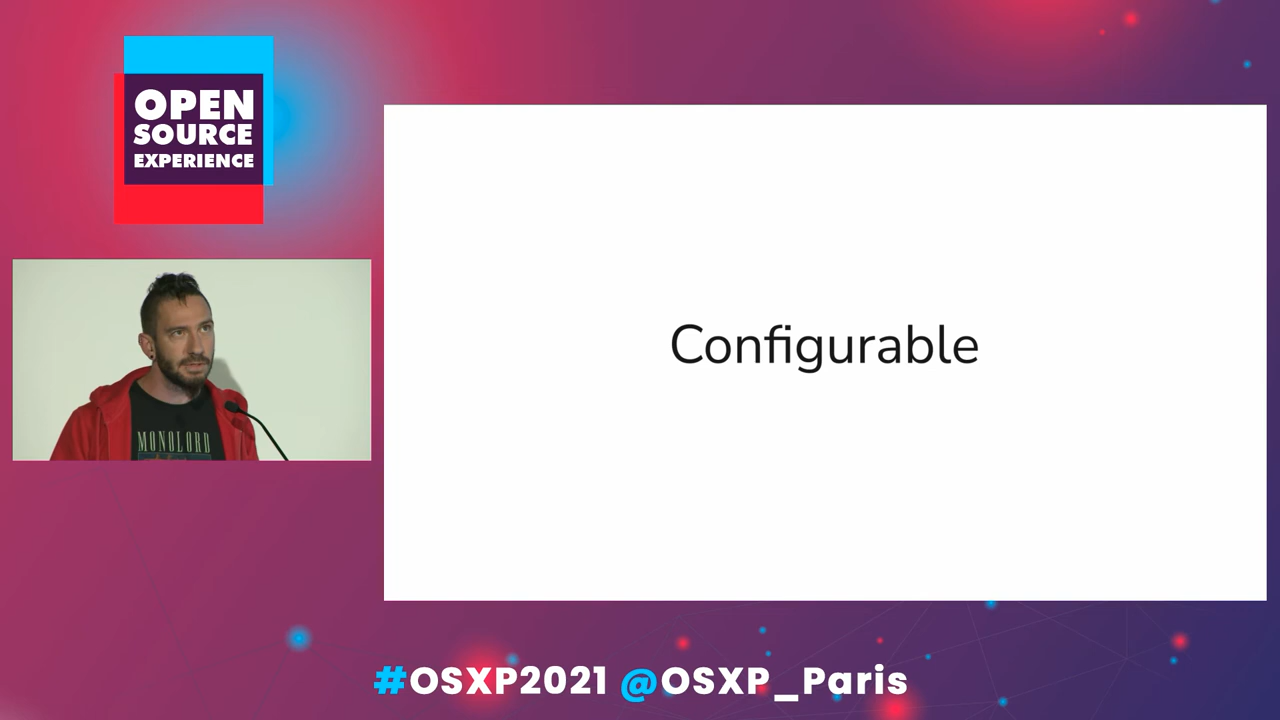 OPEN
SOURCE
EXPERIENCE
Configurable
MONOLORD
#OSXP2021 @OSXP_Paris